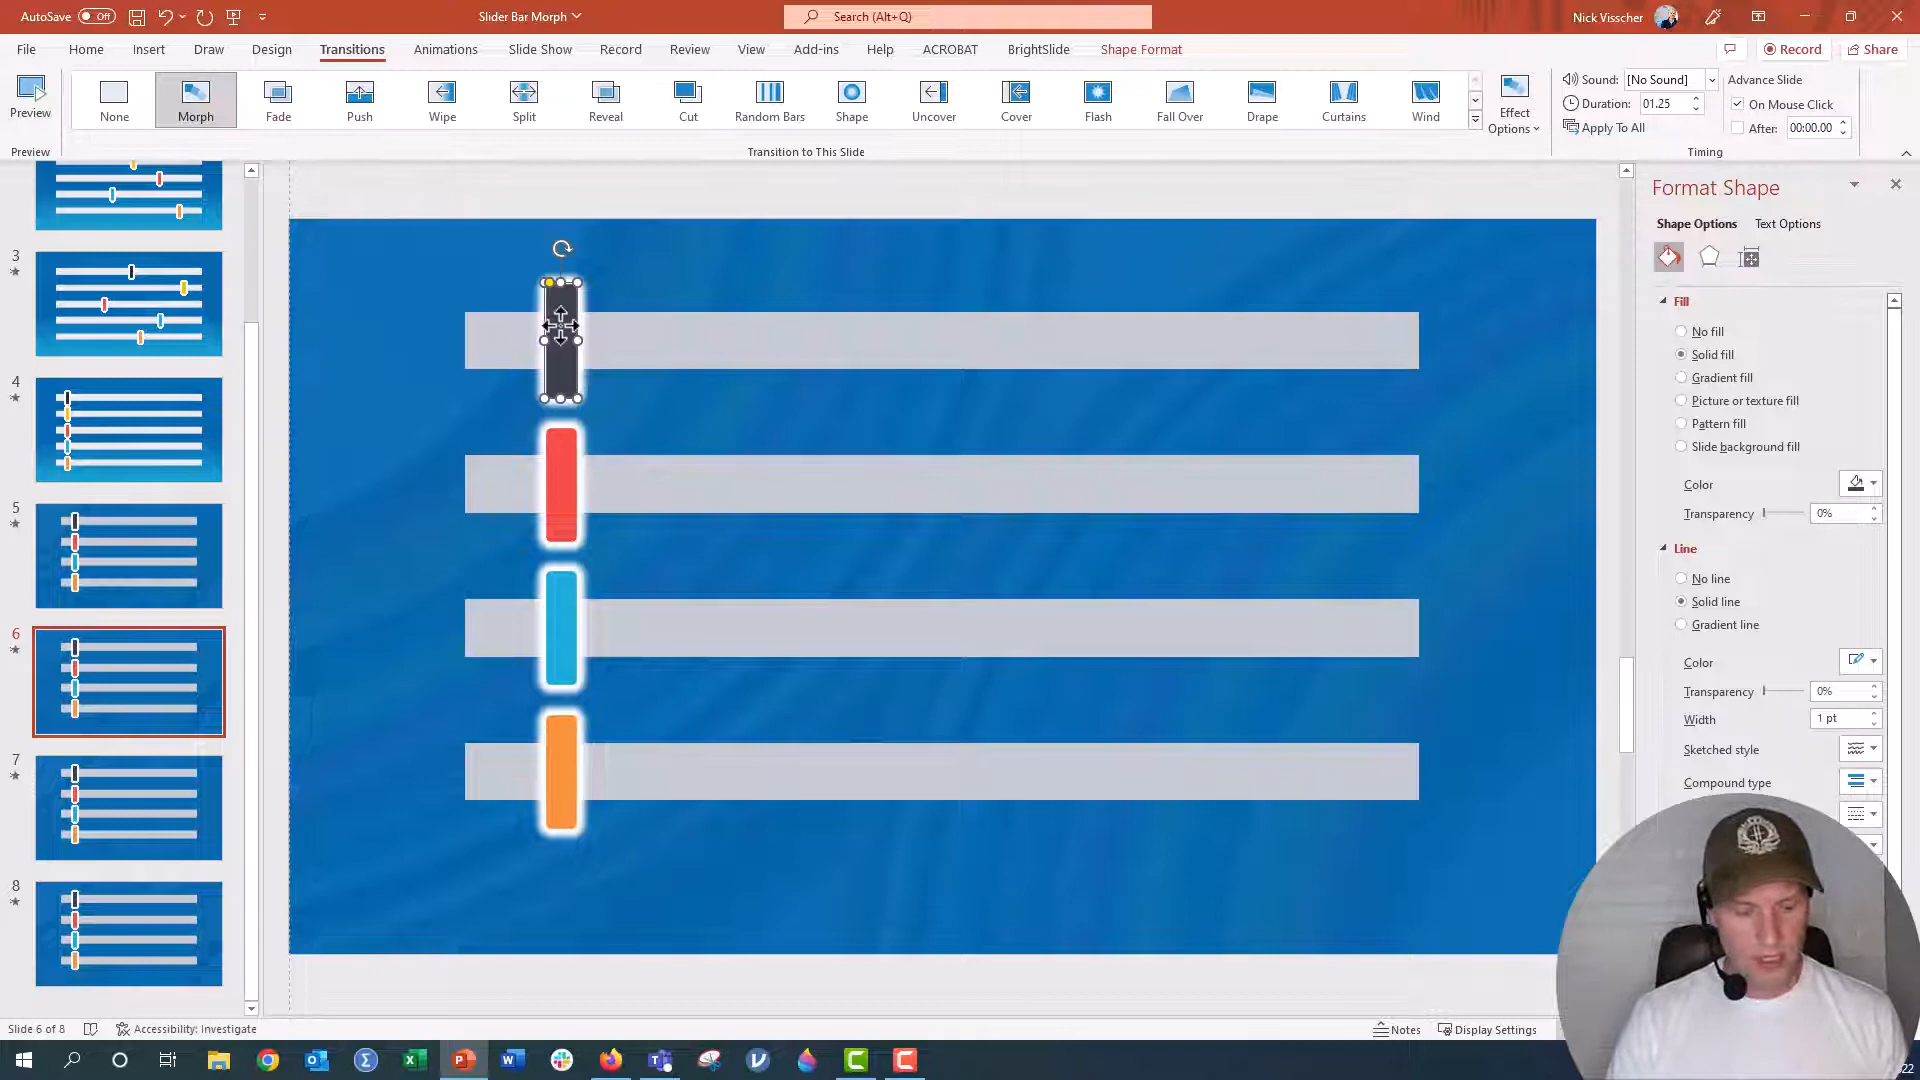 AutoSave Off
Slider Bar Morph
Search (Alt+Q)
Nick Visscher
File Home Insert Draw Design Transitions Animations Slide Show Record Review View Add-ins Help ACROBAT BrightSlide Shape Format
Record Share
Preview
None Morph Fade Push Wipe Split Reveal Cut Random Bars Shape Uncover Cover Flash Fall Over Drape Curtains Wind
Effect
Options
Sound: [No Sound]
Duration: 01.25
Apply To All
Advance Slide
On Mouse Click
After: 00:00.00
Preview
Transition to This Slide
Timing
3
4
5
6
7
8
Format Shape
Shape Options Text Options
Fill
No fill
Solid fill
Gradient fill
Picture or texture fill
Pattern fill
Slide background fill
Color
Transparency 0%
Line
No line
Solid line
Gradient line
Color
Transparency 0%
Width 1 pt
Sketched style
Compound type
Slide 6 of 8
Accessibility: Investigate
Notes
Display Settings